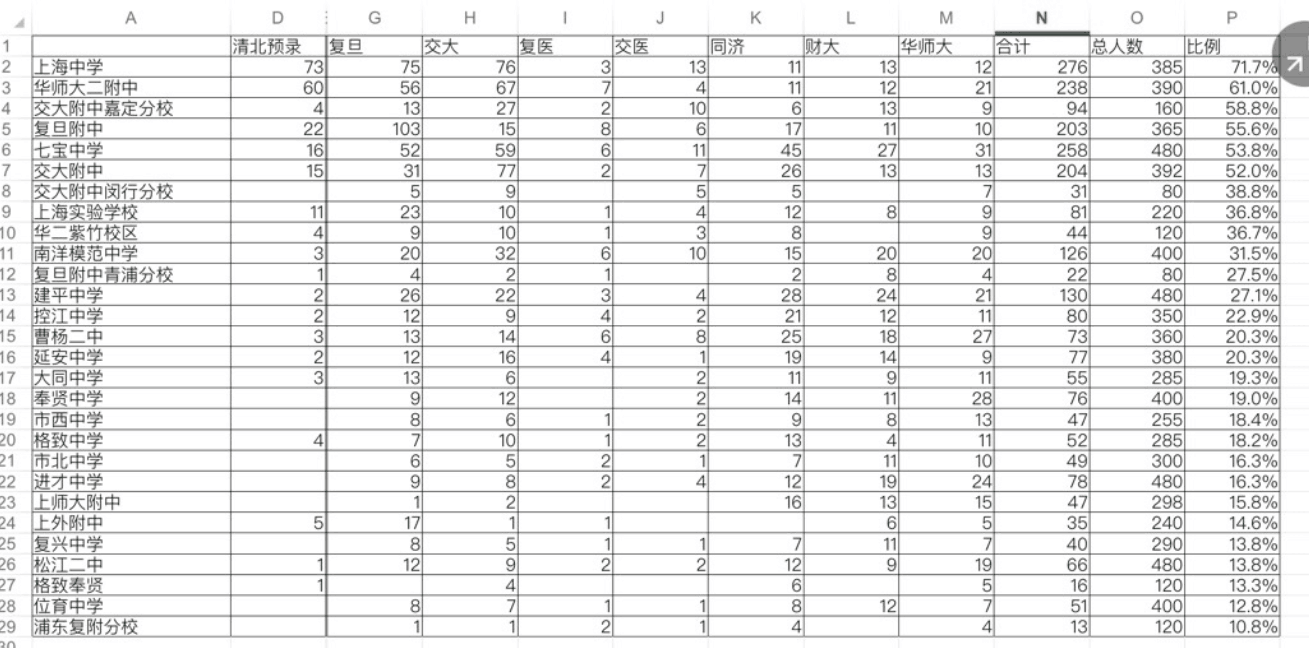 A D G H I J K L M N O P
1 清北预录 复旦 交大 复医 交医 同济 财大 华师大 合计 总人数 比例
2 上海中学 73 75 76 3 13 11 13 12 276 385 71.7%
3 华师大二附中 60 56 67 7 4 11 12 21 238 390 61.0%
4 交大附中嘉定分校 4 13 27 2 10 6 13 9 94 160 58.8%
5 复旦附中 22 103 15 8 6 17 11 10 203 365 55.6%
6 七宝中学 16 52 59 6 11 45 27 31 258 480 53.8%
7 交大附中 15 31 77 2 7 26 13 13 204 392 52.0%
8 交大附中闵行分校 5 9 5 5 7 31 80 38.8%
9 上海实验学校 11 23 10 1 4 12 8 9 81 220 36.8%
10 华二紫竹校区 4 9 10 1 3 8 9 44 120 36.7%
11 南洋模范中学 3 20 32 6 10 15 20 20 126 400 31.5%
12 复旦附中青浦分校 1 4 2 1 2 8 4 22 80 27.5%
13 建平中学 2 26 22 3 4 28 24 21 130 480 27.1%
14 控江中学 2 12 9 4 2 21 12 11 80 350 22.9%
15 曹杨二中 3 13 14 6 8 25 18 27 73 360 20.3%
16 延安中学 2 12 16 4 1 19 14 9 77 380 20.3%
17 大同中学 3 13 6 2 11 9 11 55 285 19.3%
18 奉贤中学 9 12 2 14 11 28 76 400 19.0%
19 市西中学 8 6 1 2 9 8 13 47 255 18.4%
20 格致中学 4 7 10 1 2 13 4 11 52 285 18.2%
21 市北中学 6 5 2 1 7 11 10 49 300 16.3%
22 进才中学 9 8 2 4 12 19 24 78 480 16.3%
23 上师大附中 1 2 16 13 15 47 298 15.8%
24 上外附中 5 17 1 1 6 5 35 240 14.6%
25 复兴中学 8 5 1 1 7 11 7 40 290 13.8%
26 松江二中 1 12 9 2 2 12 9 19 66 480 13.8%
27 格致奉贤 1 4 6 5 16 120 13.3%
28 位育中学 8 7 1 1 8 12 7 51 400 12.8%
29 浦东复附分校 1 1 2 1 4 4 13 120 10.8%
30